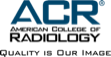 ACR®
AMERICAN COLLEGE OF
RADIOLOGY
QUALITY IS OUR IMAGE